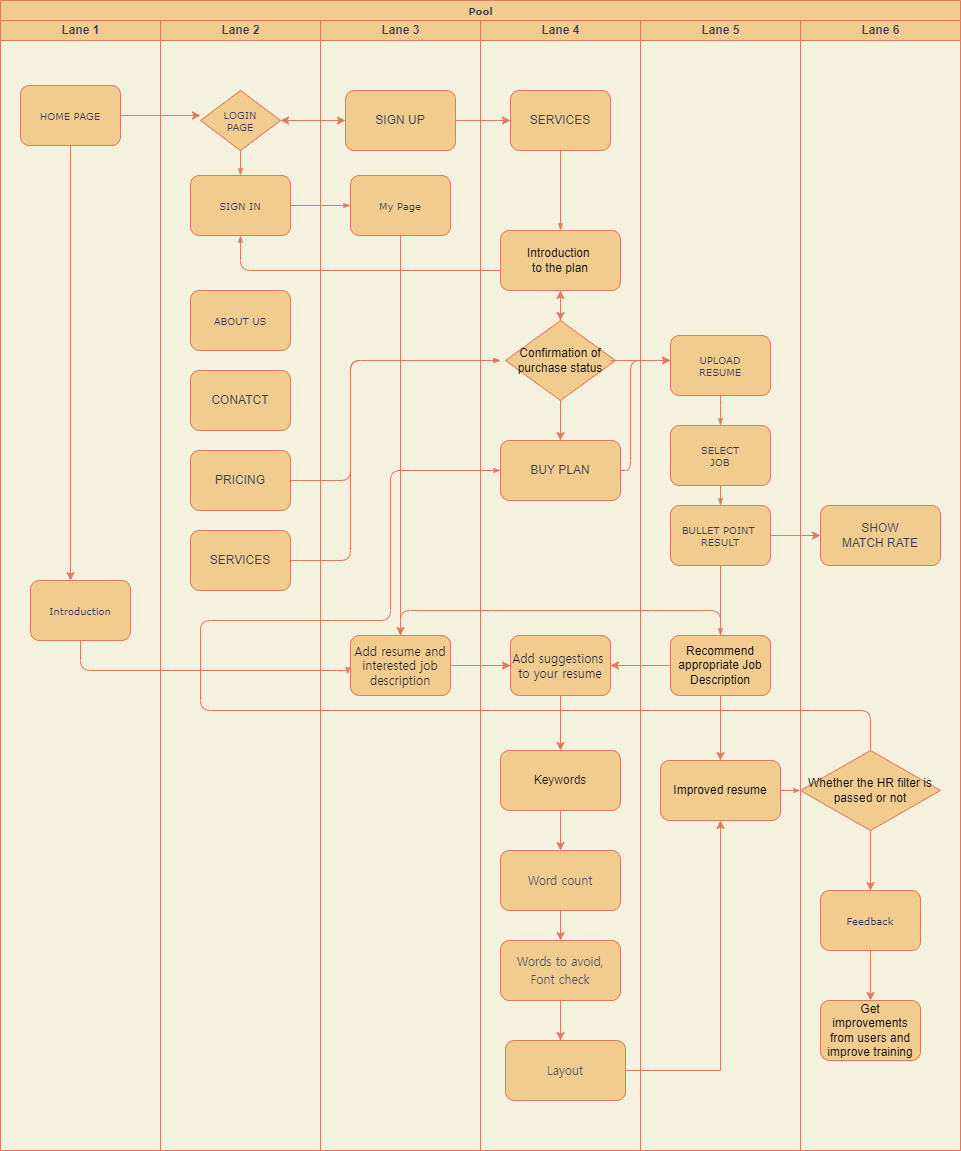 Pool
Lane 1
Lane 2
Lane 3
Lane 4
Lane 5
Lane 6
HOME PAGE
LOGIN
PAGE
SIGN UP
SERVICES
SIGN IN
My Page
Introduction
to the plan
ABOUT US
Confirmation of
purchase status
UPLOAD
RESUME
CONATCT
PRICING
BUY PLAN
SELECT
JOB
SERVICES
BULLET POINT
RESULT
SHOW
MATCH RATE
Introduction
Add resume and
interested job
description
Add suggestions
to your resume
Recommend
appropriate Job
Description
Keywords
Improved resume
Whether the HR filter is
passed or not
Word count
Feedback
Words to avoid,
Font check
Get
improvements
from users and
improve training
Layout